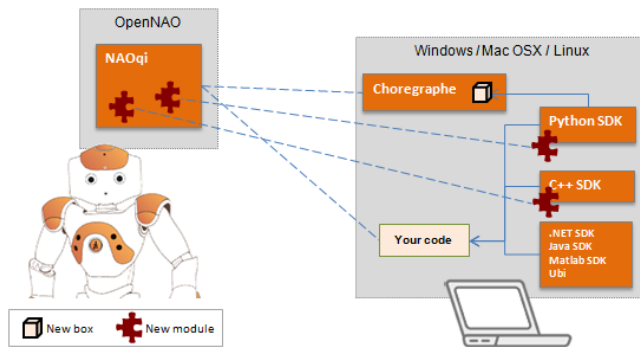 OpenNAO
NAOqi
Windows /Mac OSX / Linux
Choregraphe
Python SDK
C++ SDK
Your code
.NET SDK
Java SDK
Matlab SDK
Ubi
New box
New module